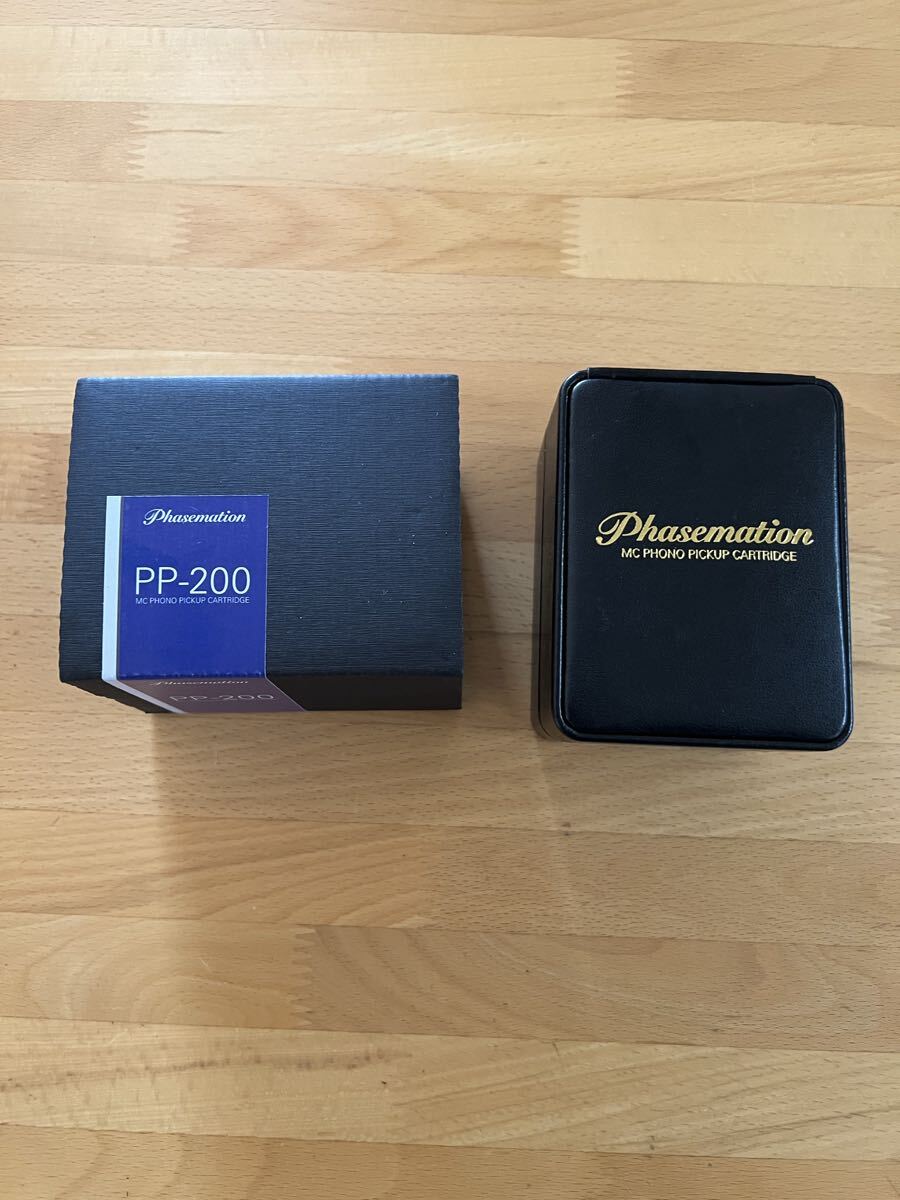 Phasemation
PP-200
MC PHONO PICKUP CARTRIDGE
Phasemation
PP-200
Phasemation
MC PHONO PICKUP CARTRIDGE